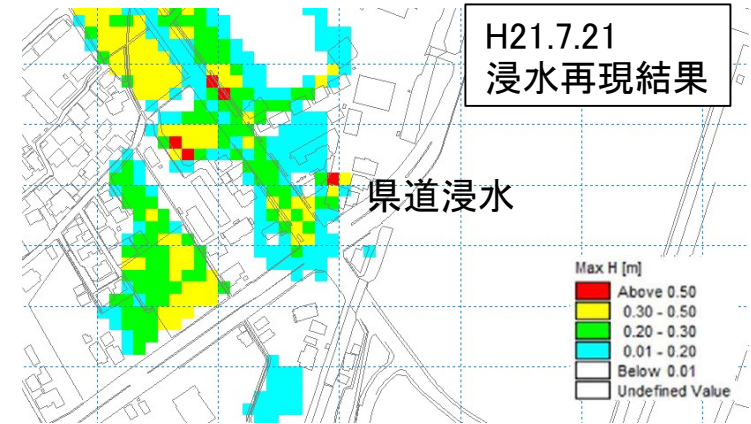 H21.7.21
浸水再現結果
県道浸水
Max H [m]
Above 0.50
0.30 - 0.50
0.20 - 0.30
0.01 - 0.20
Below 0.01
Undefined Value